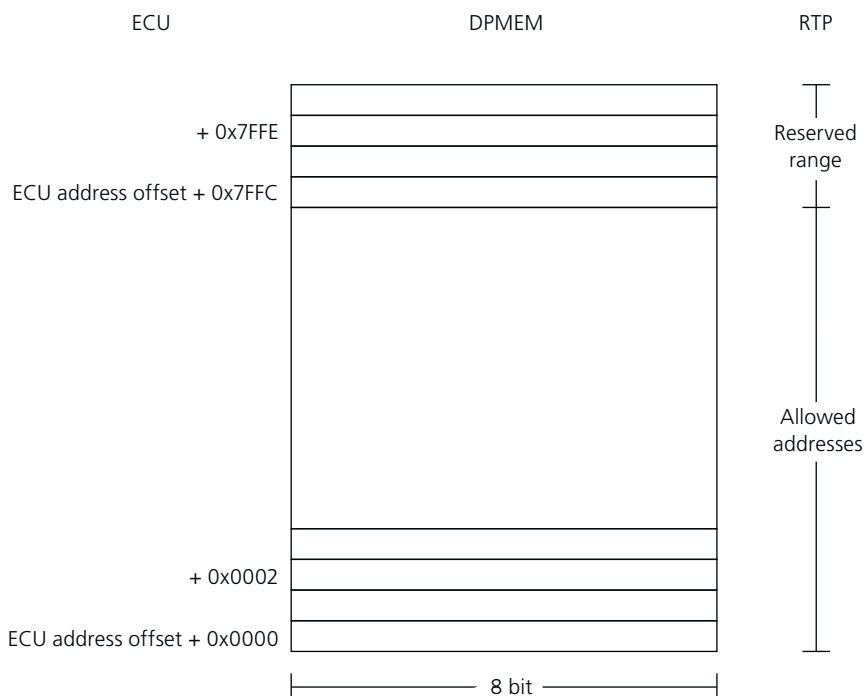 ECU DPMEM RTP
+ 0x7FFE
Reserved
range
ECU address offset + 0x7FFC
Allowed
addresses
+ 0x0002
ECU address offset + 0x0000
8 bit